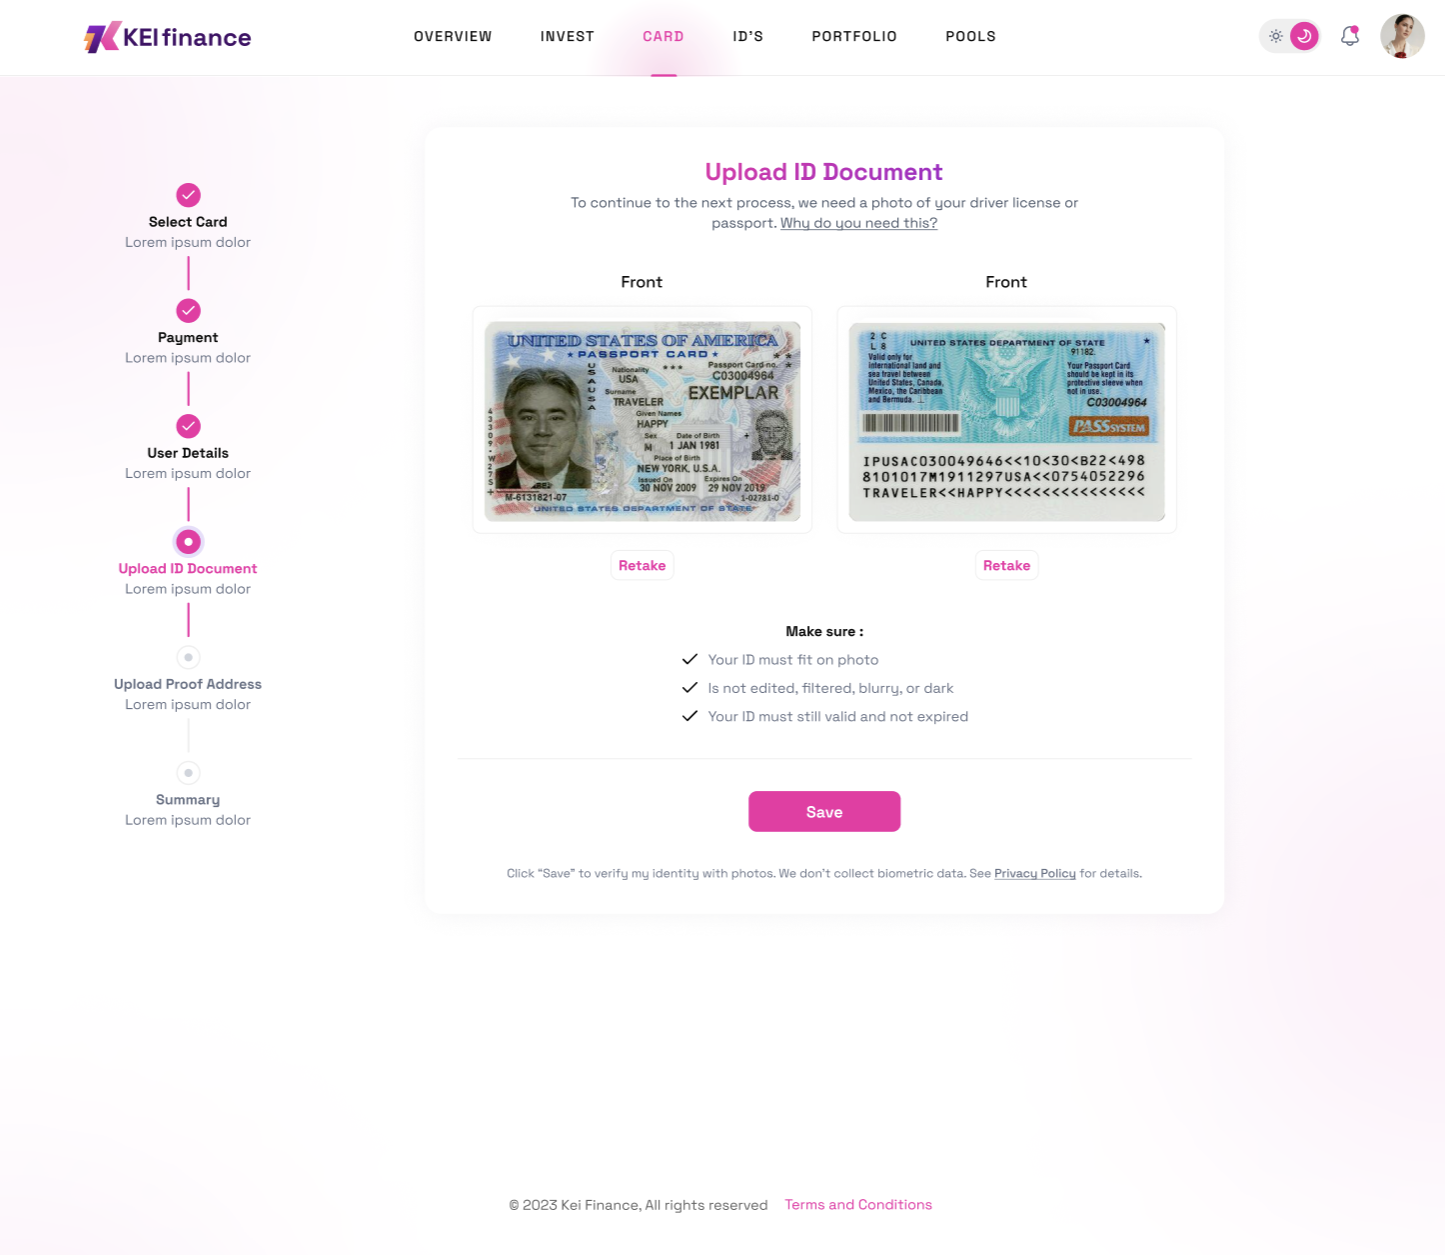 KEI finance
OVERVIEW
INVEST
CARD
ID'S
PORTFOLIO
POOLS
Select Card
Lorem ipsum dolor
Payment
Lorem ipsum dolor
User Details
Lorem ipsum dolor
Upload ID Document
Lorem ipsum dolor
Upload Proof Address
Lorem ipsum dolor
Summary
Lorem ipsum dolor
Upload ID Document
To continue to the next process, we need a photo of your driver license or
passport. Why do you need this?
Front
UNITED STATES OF AMERICA
PASSPORT CARD
USAUSA
Nationality
USA
Passport Card no.
C03004964
Surname
TRAVELER
EXEMPLAR
Given Names
HAPPY
Sex
M
Date of Birth
1 JAN 1981
Place of Birth
NEW YORK, U.S.A.
Issued On
30 NOV 2009
Expires On
29 NOV 2019
M-6131821-07
1-02781-0
UNITED STATES DEPARTMENT OF STATE
Retake
Front
2 C
L 8
UNITED STATES DEPARTMENT OF STATE
91182.
Valid only for
international land and
sea travel between
United States, Canada,
Mexico, the Caribbean
and Bermuda.
Your Passport Card
should be kept in its
protective sleeve when
not in use.
C03004964
PASS SYSTEM
IPUSAC030049646<<10<30<B22<498
8101017M1911297USA<<0754052296
TRAVELER<<HAPPY<<<<<<<<<<<<<<<
Retake
Make sure :
Your ID must fit on photo
Is not edited, filtered, blurry, or dark
Your ID must still valid and not expired
Save
Click “Save” to verify my identity with photos. We don't collect biometric data. See Privacy Policy for details.
© 2023 Kei Finance, All rights reserved
Terms and Conditions